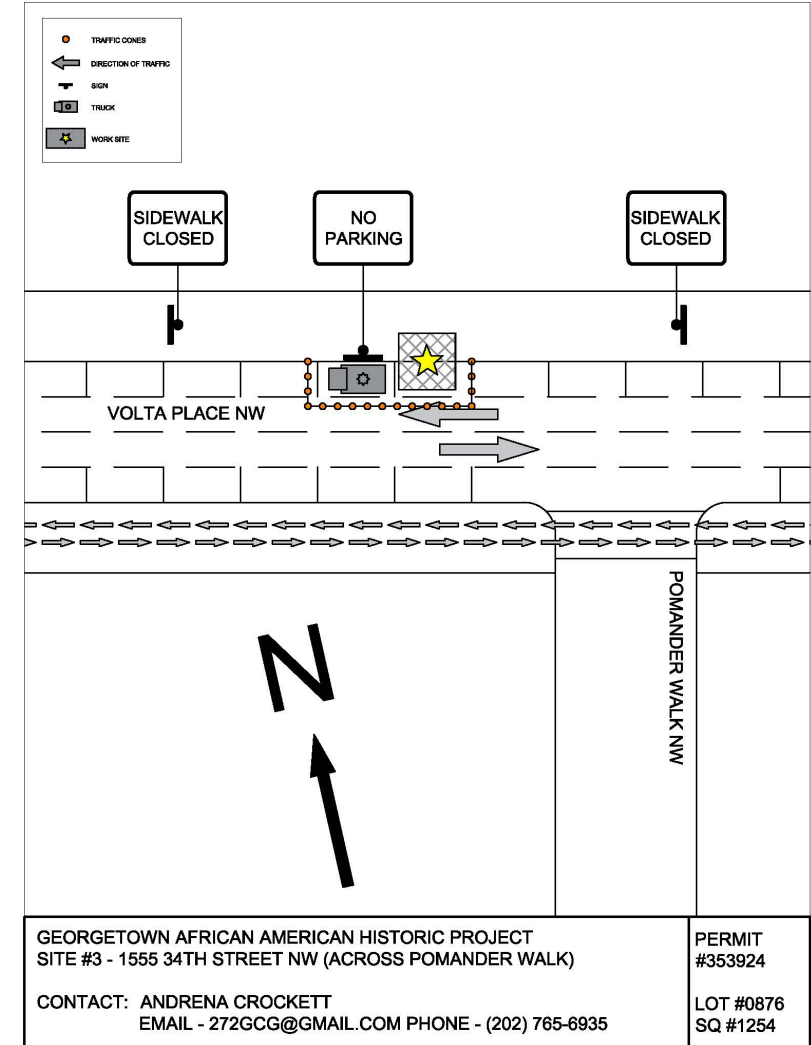 TRAFFIC CONES
DIRECTION OF TRAFFIC
SIGN
TRUCK
WORK SITE
SIDEWALK
CLOSED
NO
PARKING
SIDEWALK
CLOSED
VOLTA PLACE NW
POMANDER WALK NW
N
GEORGETOWN AFRICAN AMERICAN HISTORIC PROJECT
SITE #3 - 1555 34TH STREET NW (ACROSS POMANDER WALK)
CONTACT: ANDRENA CROCKETT
EMAIL - 272GCG@GMAIL.COM PHONE - (202) 765-6935
PERMIT
#353924
LOT #0876
SQ #1254